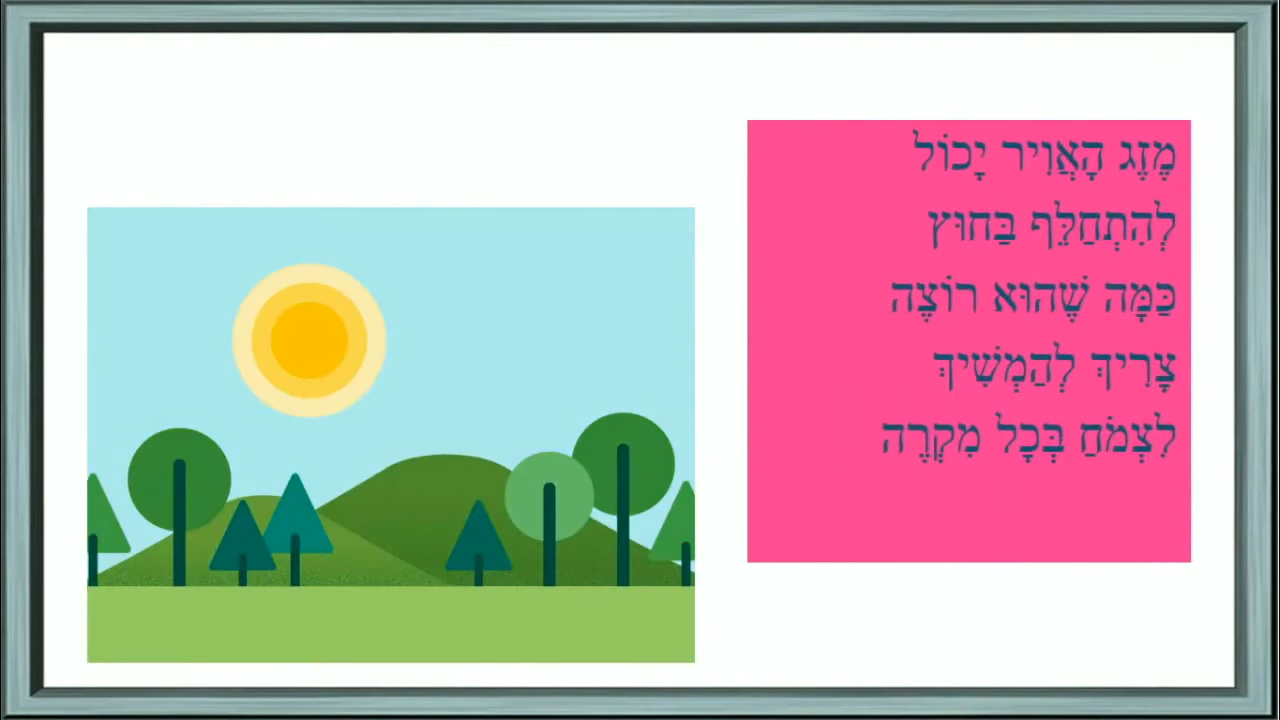 מֶזֶג הָאֲוִיר יָכוֹל
לְהִתְחַלֵּף בַּחוּץ
כַּמָּה שֶׁהוּא רוֹצֶה
צָרִיךְ לְהַמְשִׁיךְ
לִצְמֹחַ בְּכָל מִקְרֶה